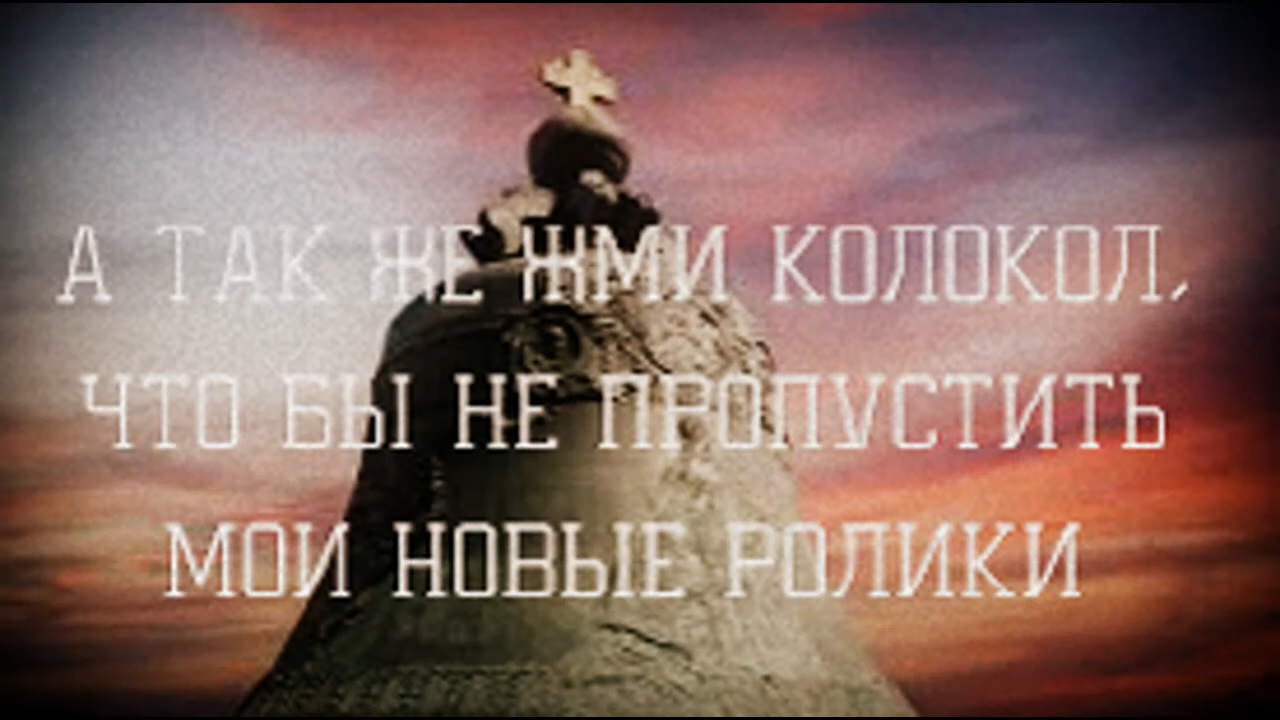 А ТАК ЖЕ ЖМИ КОЛОКОЛ,
ЧТО БЫ НЕ ПРОПУСТИТЬ
МОИ НОВЫЕ РОЛИКИ